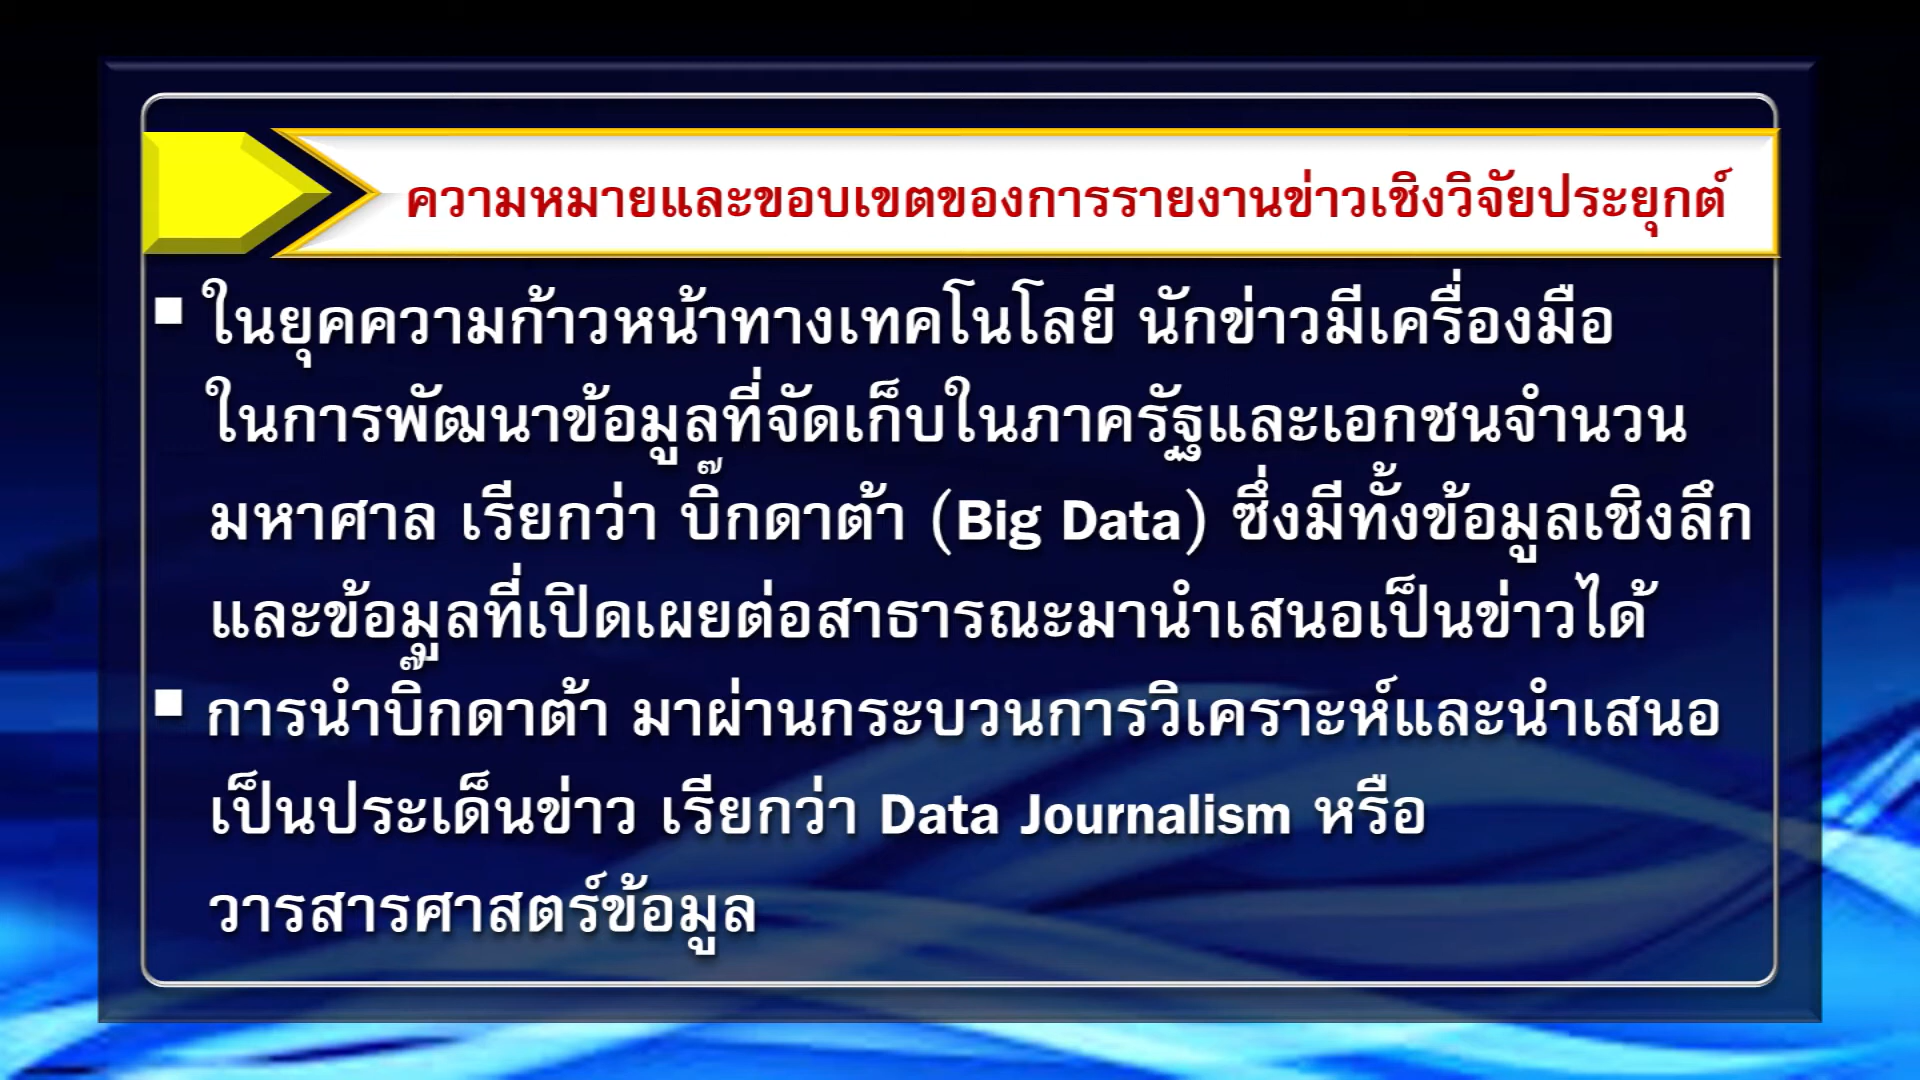 ความหมายและขอบเขตของการรายงานข่าวเชิงวิจัยประยุกต์
▪ ในยุคความก้าวหน้าทางเทคโนโลยี นักข่าวมีเครื่องมือ
ในการพัฒนาข้อมูลที่จัดเก็บในภาครัฐและเอกชนจำนวน
มหาศาล เรียกว่า บิ๊กดาต้า (Big Data) ซึ่งมีทั้งข้อมูลเชิงลึก
และข้อมูลที่เปิดเผยต่อสาธารณะมานำเสนอเป็นข่าวได้
▪ การนำบิ๊กดาต้า มาผ่านกระบวนการวิเคราะห์และนำเสนอ
เป็นประเด็นข่าว เรียกว่า Data Journalism หรือ
วารสารศาสตร์ข้อมูล